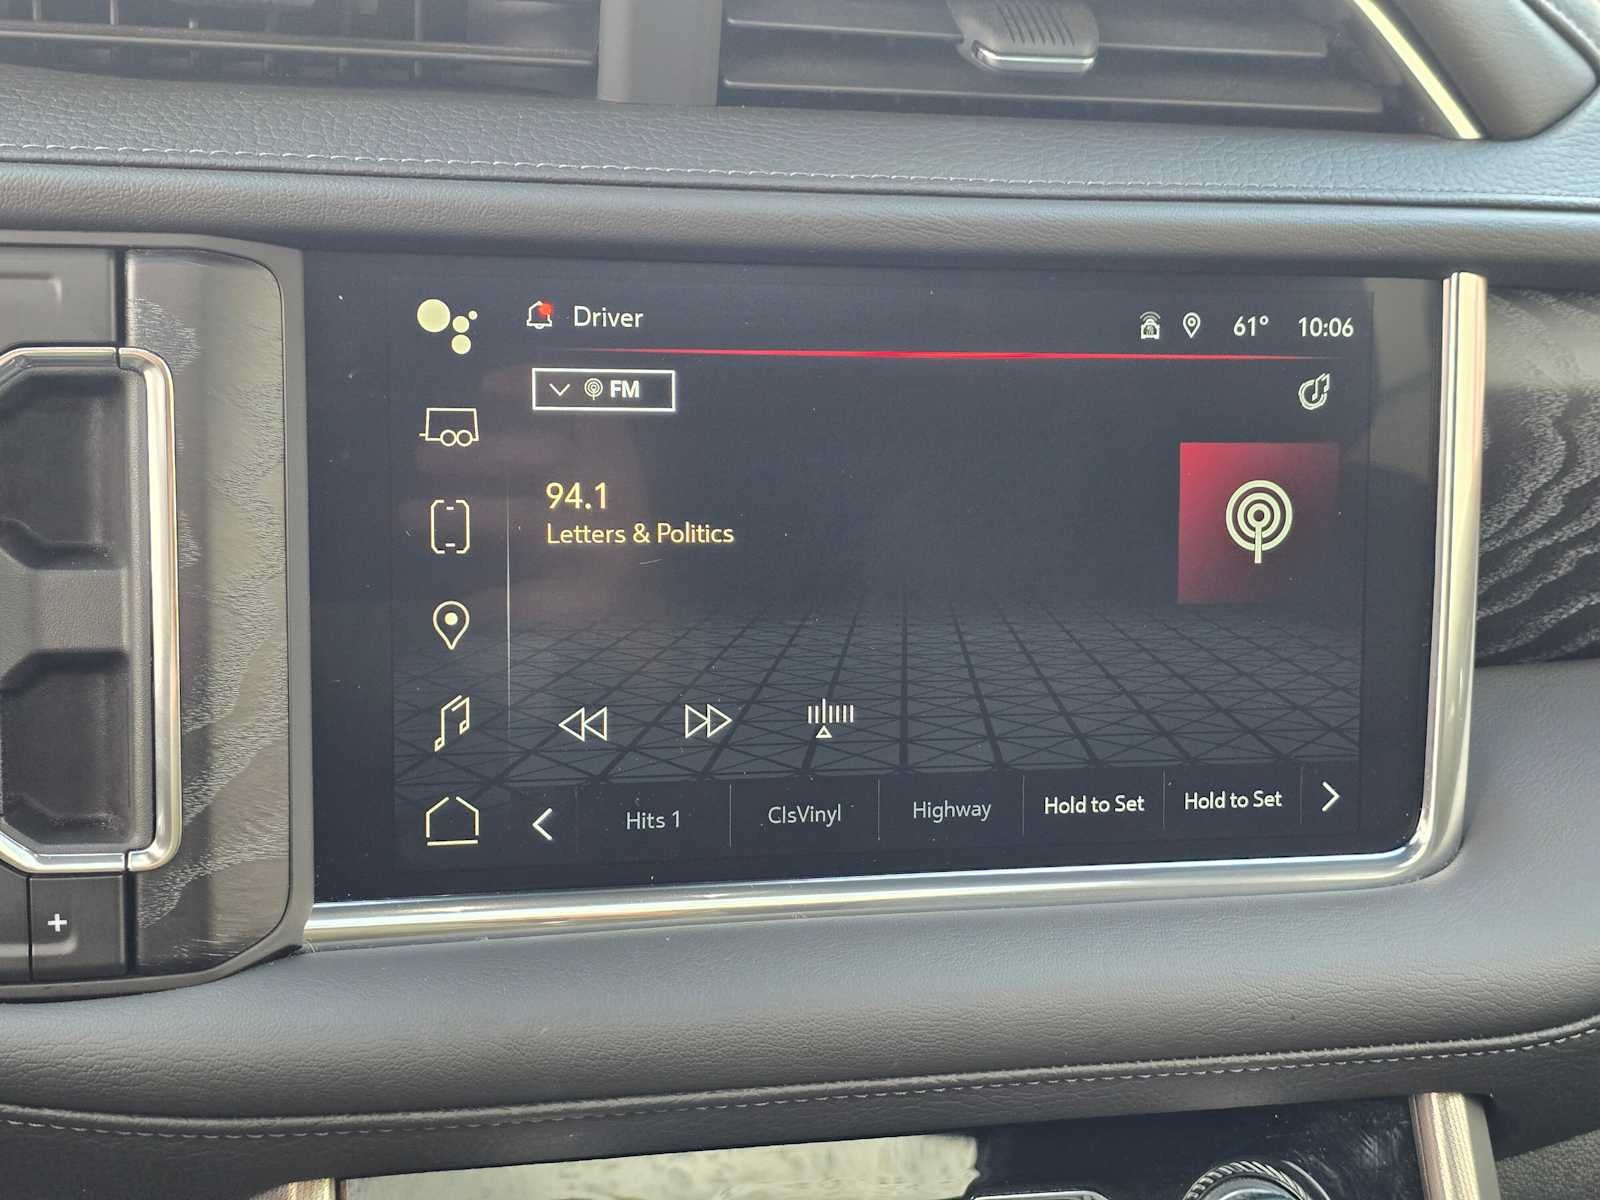 Driver
61° 10:06
FM
94.1
Letters & Politics
Hits 1
ClsVinyl
Highway
Hold to Set
Hold to Set
+